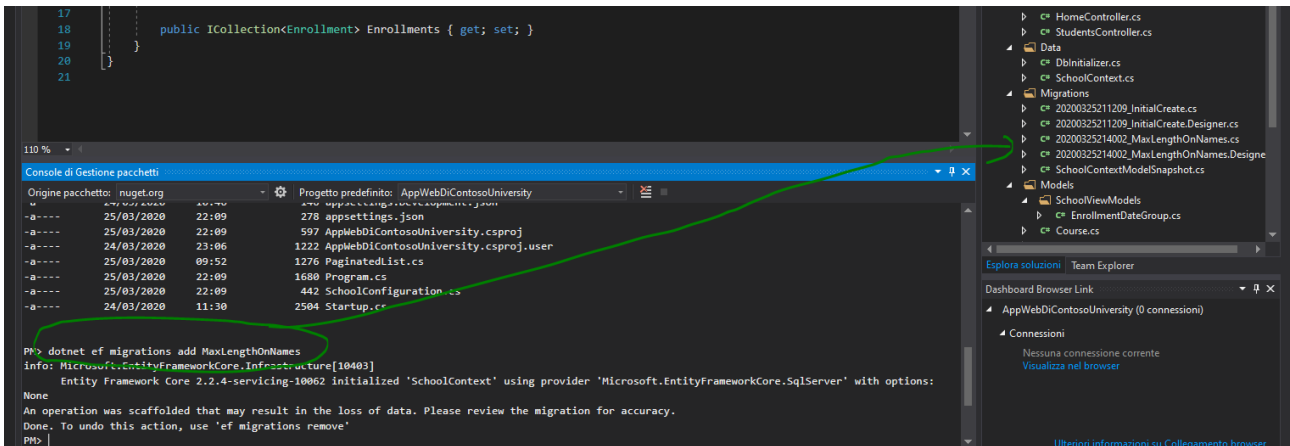 17
18 public ICollection<Enrollment> Enrollments { get; set; }
19 }
20 }
21
110 %
Console di Gestione pacchetti
Origine pacchetto: nuget.org Progetto predefinito: AppWebDiContosoUniversity
-a---- 24/03/2020 appsettings.Development.json
-a---- 25/03/2020 22:09 278 appsettings.json
-a---- 25/03/2020 22:09 597 AppWebDiContosoUniversity.csproj
-a---- 24/03/2020 23:06 1222 AppWebDiContosoUniversity.csproj.user
-a---- 25/03/2020 09:52 1276 PaginatedList.cs
-a---- 25/03/2020 22:09 1680 Program.cs
-a---- 25/03/2020 22:09 442 SchoolConfiguration.cs
-a---- 24/03/2020 11:30 2504 Startup.cs
PM> dotnet ef migrations add MaxLengthOnNames
info: Microsoft.EntityFrameworkCore.Infrastructure[10403]
Entity Framework Core 2.2.4-servicing-10062 initialized 'SchoolContext' using provider 'Microsoft.EntityFrameworkCore.SqlServer' with options:
None
An operation was scaffolded that may result in the loss of data. Please review the migration for accuracy.
Done. To undo this action, use 'ef migrations remove'
PM>
C# HomeController.cs
C# StudentsController.cs
Data
C# DbInitializer.cs
C# SchoolContext.cs
Migrations
C# 20200325211209_InitialCreate.cs
C# 20200325211209_InitialCreate.Designer.cs
C# 20200325214002_MaxLengthOnNames.cs
C# 20200325214002_MaxLengthOnNames.Designe
C# SchoolContextModelSnapshot.cs
Models
SchoolViewModels
C# EnrollmentDateGroup.cs
C# Course.cs
Esplora soluzioni Team Explorer
Dashboard Browser Link
AppWebDiContosoUniversity (0 connessioni)
Connessioni
Nessuna connessione corrente
Visualizza nel browser
Ulteriori informazioni su Collegamento browser